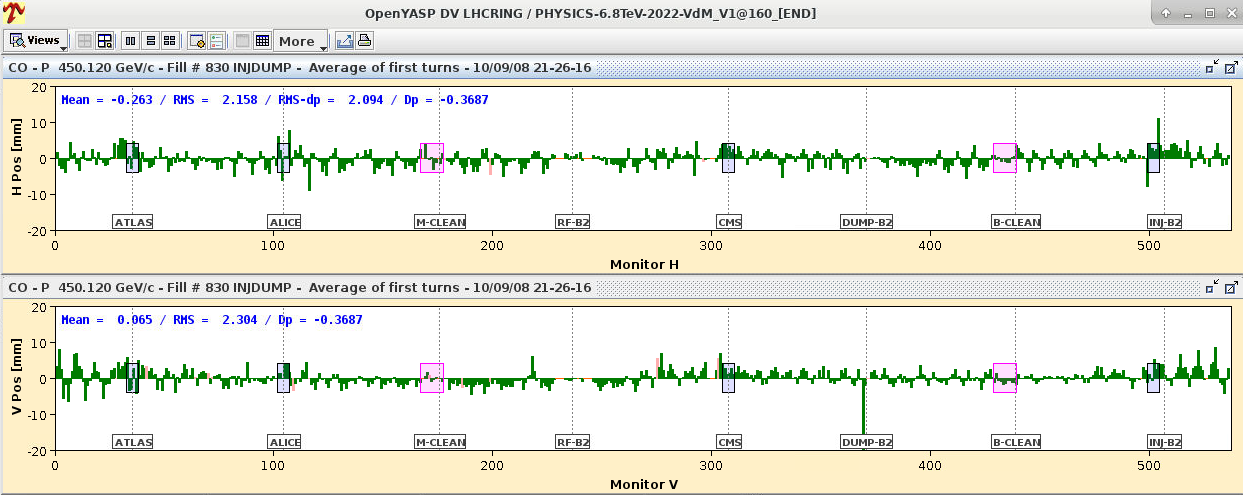 OpenYASP DV LHCRING / PHYSICS-6.8TeV-2022-VdM_V1@160_[END]
Views More
CO - P 450.120 GeV/c - Fill # 830 INJDUMP - Average of first turns - 10/09/08 21-26-16
Mean = -0.263 / RMS = 2.158 / RMS-dp = 2.094 / Dp = -0.3687
H Pos [mm]
20
10
0
-10
-20
ATLAS ALICE M-CLEAN RF-B2 CMS DUMP-B2 B-CLEAN INJ-B2
0 100 200 300 400 500
Monitor H
CO - P 450.120 GeV/c - Fill # 830 INJDUMP - Average of first turns - 10/09/08 21-26-16
Mean = 0.065 / RMS = 2.304 / Dp = -0.3687
V Pos [mm]
20
10
0
-10
-20
ATLAS ALICE M-CLEAN RF-B2 CMS DUMP-B2 B-CLEAN INJ-B2
0 100 200 300 400 500
Monitor V